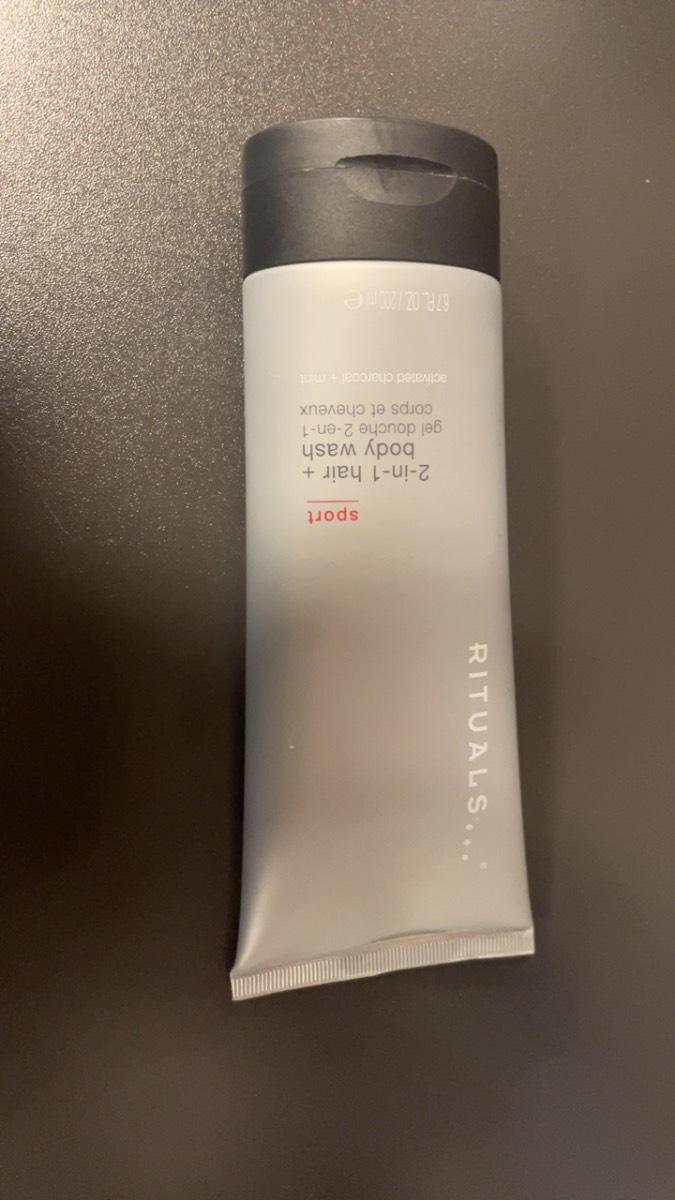 RITUALS...®
sport
2-in-1 hair +
body wash
gel douche 2-en-1
corps et cheveux
activated charcoal + mint
6.7 FL. OZ. / 200 ml ℮